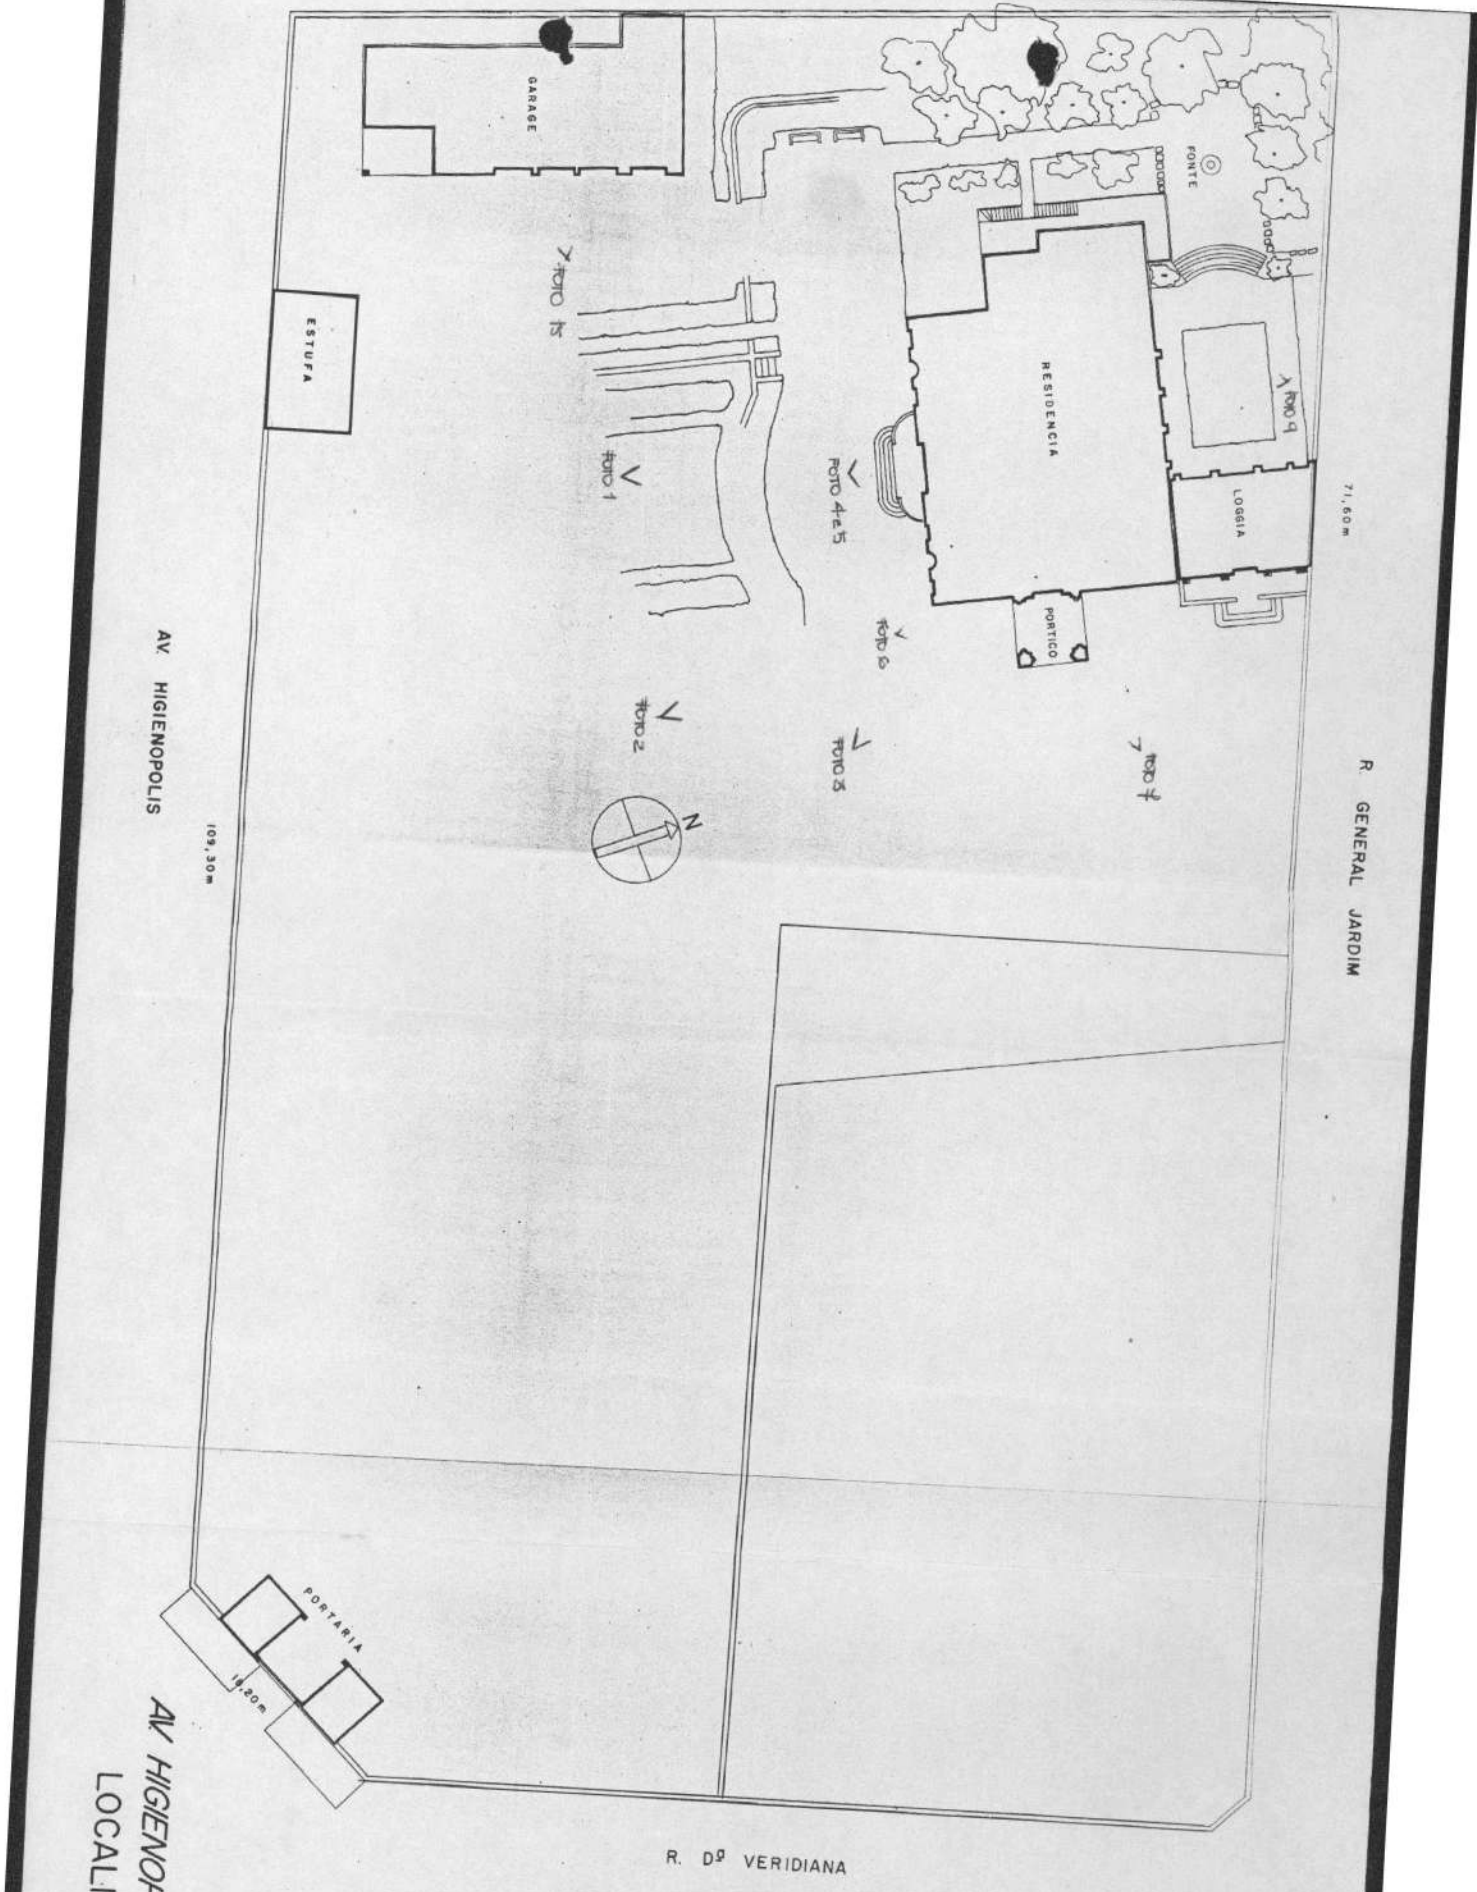 GARAGE
FONTE
ESTUFA
FOTO 15
RESIDENCIA
FOTO 9
FOTO 1
FOTO 4 e 5
LOGGIA
71,60m
PORTICO
FOTO 6
FOTO 2
FOTO 3
FOTO 7
N
AV. HIGIENOPOLIS
109,30m
R. GENERAL JARDIM
PORTARIA
16,20m
AV. HIGIENOP
LOCALI
R. Dª VERIDIANA